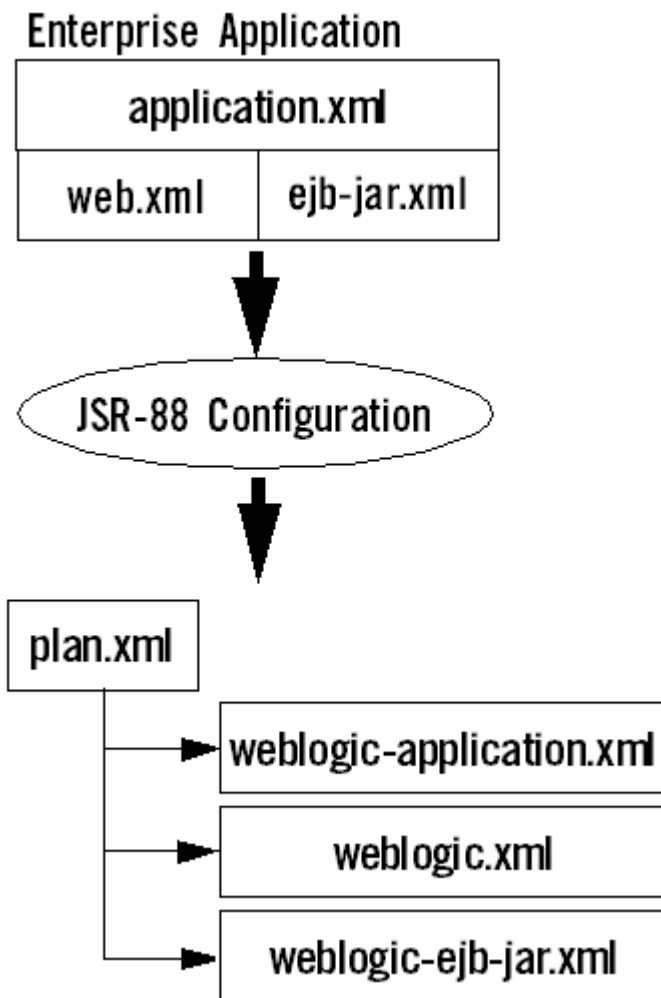 Enterprise Application
application.xml
web.xml
ejb-jar.xml
JSR-88 Configuration
plan.xml
weblogic-application.xml
weblogic.xml
weblogic-ejb-jar.xml